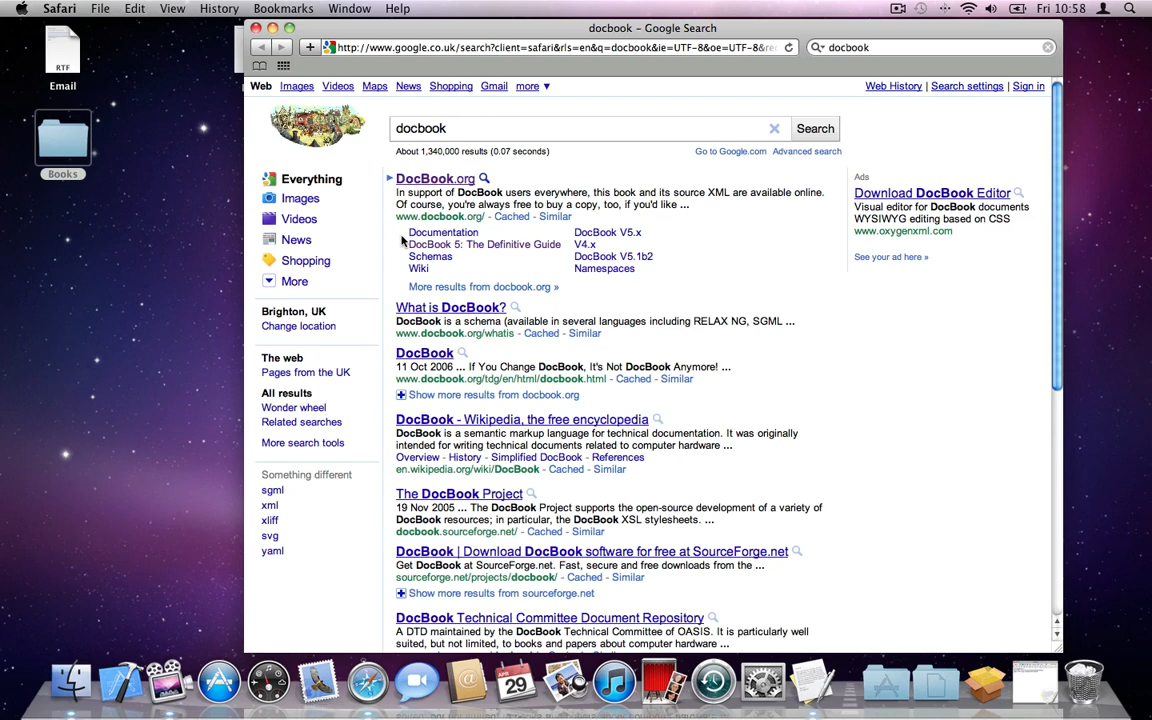 Safari File Edit View History Bookmarks Window Help Fri 10:58
RTF
Email
Books
docbook – Google Search
http://www.google.co.uk/search?client=safari&rls=en&q=docbook&ie=UTF-8&oe=UTF-8&re
docbook
Web Images Videos Maps News Shopping Gmail more ▼ Web History | Search settings | Sign in
docbook Search
About 1,340,000 results (0.07 seconds) Go to Google.com Advanced search
Everything
Images
Videos
News
Shopping
More
Brighton, UK
Change location
The web
Pages from the UK
All results
Wonder wheel
Related searches
More search tools
Something different
sgml
xml
xliff
svg
yaml
DocBook.org
In support of DocBook users everywhere, this book and its source XML are available online.
Of course, you're always free to buy a copy, too, if you'd like ...
www.docbook.org/ - Cached - Similar
Documentation DocBook V5.x
DocBook 5: The Definitive Guide V4.x
Schemas DocBook V5.1b2
Wiki Namespaces
More results from docbook.org »
What is DocBook?
DocBook is a schema (available in several languages including RELAX NG, SGML ...
www.docbook.org/whatis - Cached - Similar
DocBook
11 Oct 2006 ... If You Change DocBook, It's Not DocBook Anymore! ...
www.docbook.org/tdg/en/html/docbook.html - Cached - Similar
Show more results from docbook.org
DocBook - Wikipedia, the free encyclopedia
DocBook is a semantic markup language for technical documentation. It was originally
intended for writing technical documents related to computer hardware ...
Overview - History - Simplified DocBook - References
en.wikipedia.org/wiki/DocBook - Cached - Similar
The DocBook Project
19 Nov 2005 ... The DocBook Project supports the open-source development of a variety of
DocBook resources; in particular, the DocBook XSL stylesheets. ...
docbook.sourceforge.net/ - Cached - Similar
DocBook | Download DocBook software for free at SourceForge.net
Get DocBook at SourceForge.net. Fast, secure and free downloads from the ...
sourceforge.net/projects/docbook/ - Cached - Similar
Show more results from sourceforge.net
DocBook Technical Committee Document Repository
A DTD maintained by the DocBook Technical Committee of OASIS. It is particularly well
suited, but not limited, to books and papers about computer hardware ...
Ads
Download DocBook Editor
Visual editor for DocBook documents
WYSIWYG editing based on CSS
www.oxygenxml.com
See your ad here »
APR
29